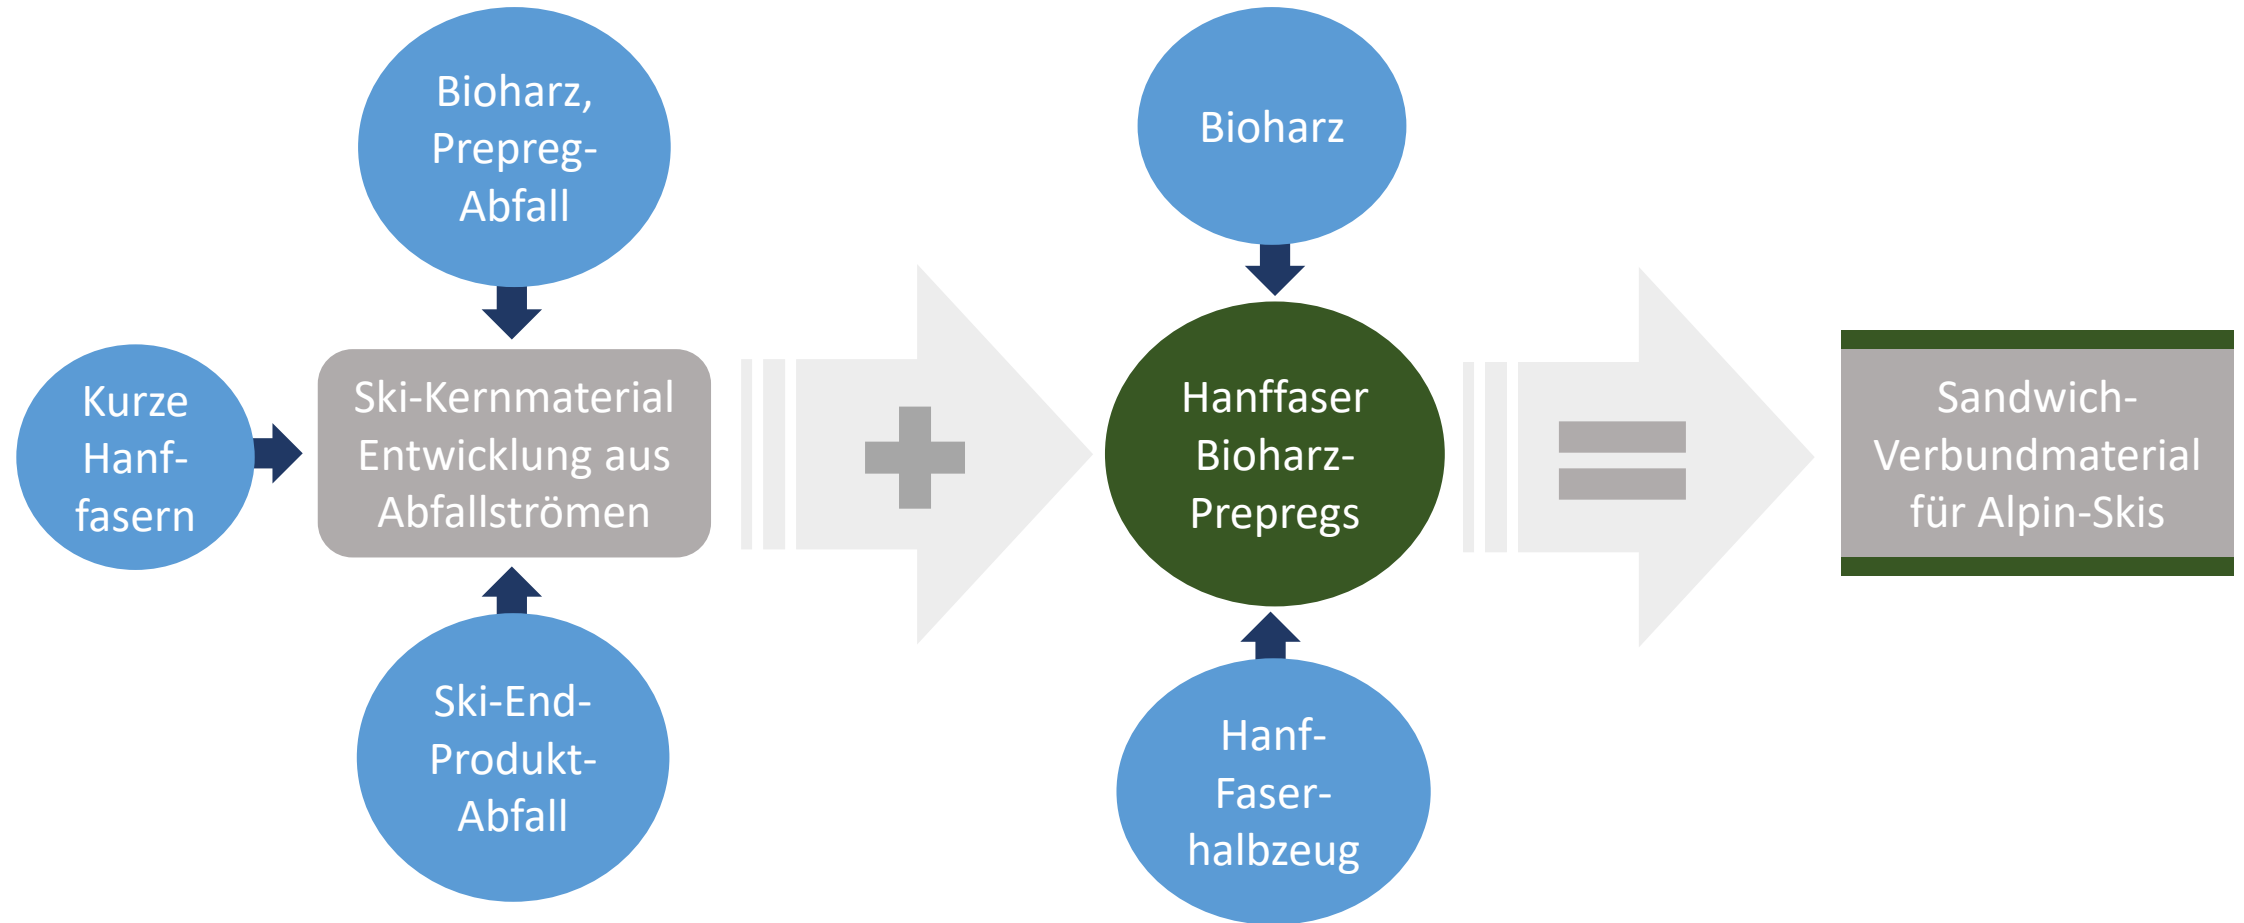 Bioharz,
Prepreg-
Abfall
Kurze
Hanf-
fasern
Ski-Kernmaterial
Entwicklung aus
Abfallströmen
Ski-End-
Produkt-
Abfall
Bioharz
Hanffaser
Bioharz-
Prepregs
Hanf-
Faser-
halbzeug
Sandwich-
Verbundmaterial
für Alpin-Skis